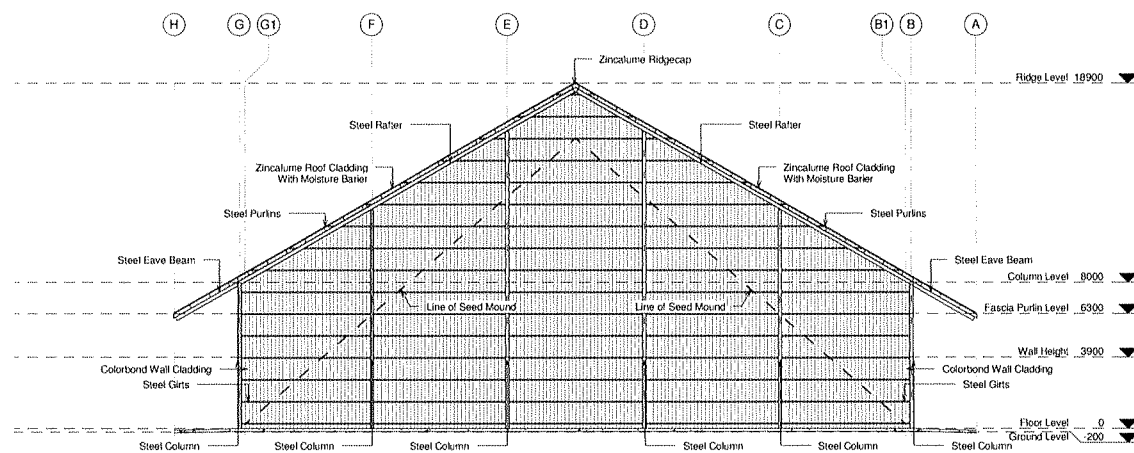 H G G1 F E D C B1 B A
Zincalume Ridgecap
Ridge Level 18900
Steel Rafter
Steel Rafter
Zincalume Roof Cladding
With Moisture Barier
Zincalume Roof Cladding
With Moisture Barier
Steel Purlins
Steel Purlins
Steel Eave Beam
Steel Eave Beam
Column Level 8000
Line of Seed Mound
Line of Seed Mound
Fascia Purlin Level 6300
Wall Height 3900
Colorbond Wall Cladding
Colorbond Wall Cladding
Steel Girts
Steel Girts
Floor Level 0
Ground Level -200
Steel Column Steel Column Steel Column Steel Column Steel Column Steel Column